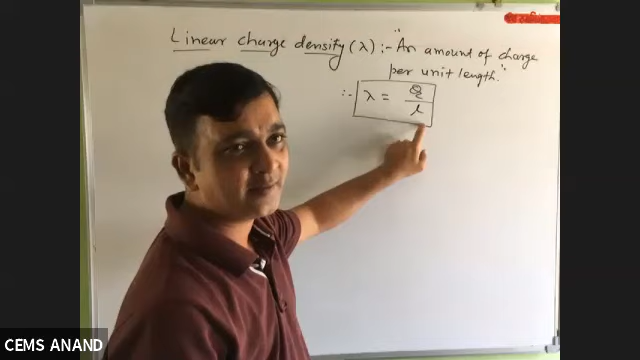 Linear charge density (λ) :- "An amount of charge
per unit length."
∴ λ = Q/l
CEMS ANAND